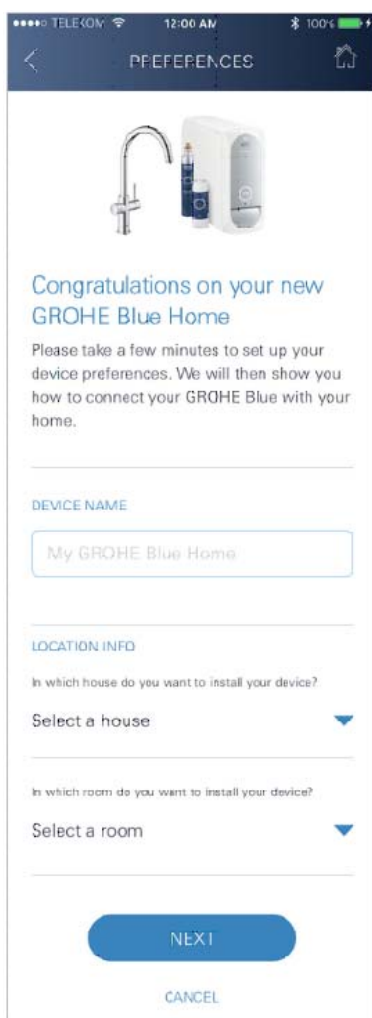 TELEKOM 12:00 AM 100%
PREFERENCES
Congratulations on your new
GROHE Blue Home
Please take a few minutes to set up your
device preferences. We will then show you
how to connect your GROHE Blue with your
home.
DEVICE NAME
My GROHE Blue Home
LOCATION INFO
In which house do you want to install your device?
Select a house
In which room do you want to install your device?
Select a room
NEXT
CANCEL